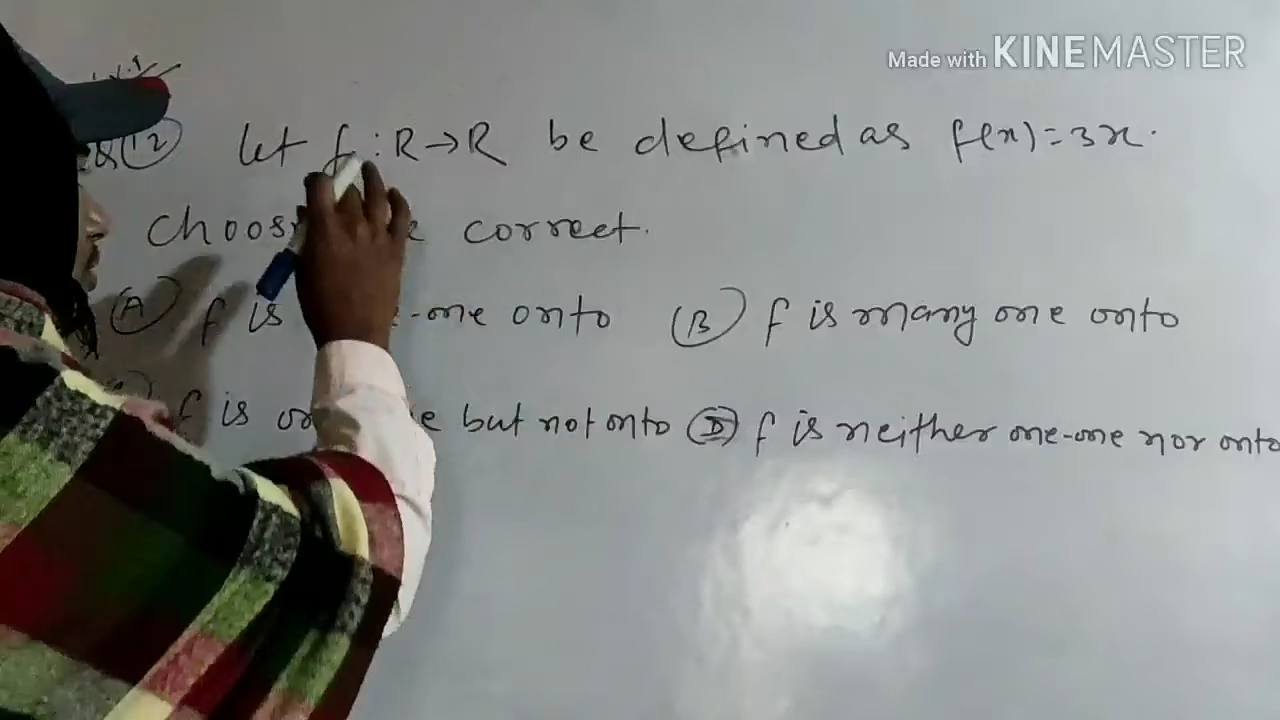 Made with KINEMASTER
(12) Let f : R → R be defined as f(x) = 3x.
correct.
(A) f is -one onto (B) f is many one onto
f is but not onto (D) f is neither one-one nor onto